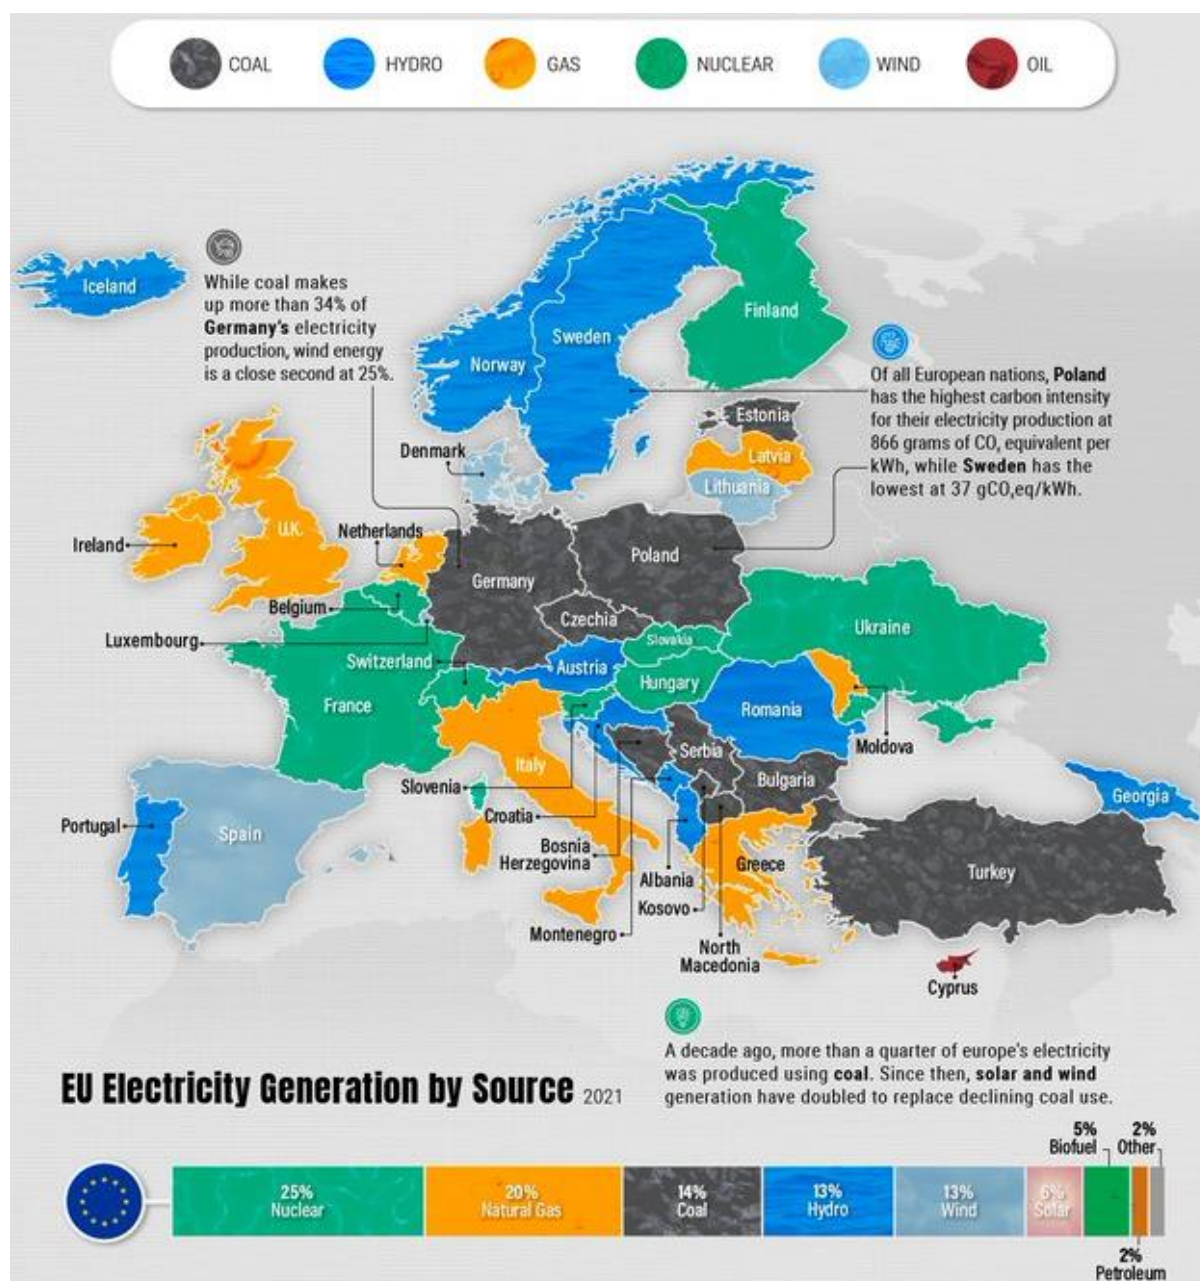 COAL
HYDRO
GAS
NUCLEAR
WIND
OIL
Iceland
While coal makes
up more than 34% of
Germany's electricity
production, wind energy
is a close second at 25%.
Norway
Sweden
Finland
Of all European nations, Poland
has the highest carbon intensity
for their electricity production at
866 grams of CO, equivalent per
kWh, while Sweden has the
lowest at 37 gCO,eq/kWh.
Denmark
Estonia
Latvia
Lithuania
Ireland
U.K.
Netherlands
Germany
Poland
Belgium
Czechia
Luxembourg
Slovakia
Ukraine
Switzerland
Austria
Hungary
France
Romania
Moldova
Italy
Serbia
Slovenia
Bulgaria
Georgia
Portugal
Spain
Croatia
Bosnia
Herzegovina
Albania
Greece
Turkey
Kosovo
Montenegro
North
Macedonia
Cyprus
A decade ago, more than a quarter of europe's electricity
was produced using coal. Since then, solar and wind
generation have doubled to replace declining coal use.
EU Electricity Generation by Source 2021
25%
Nuclear
20%
Natural Gas
14%
Coal
13%
Hydro
13%
Wind
6%
Solar
5%
Biofuel
2%
Other
2%
Petroleum